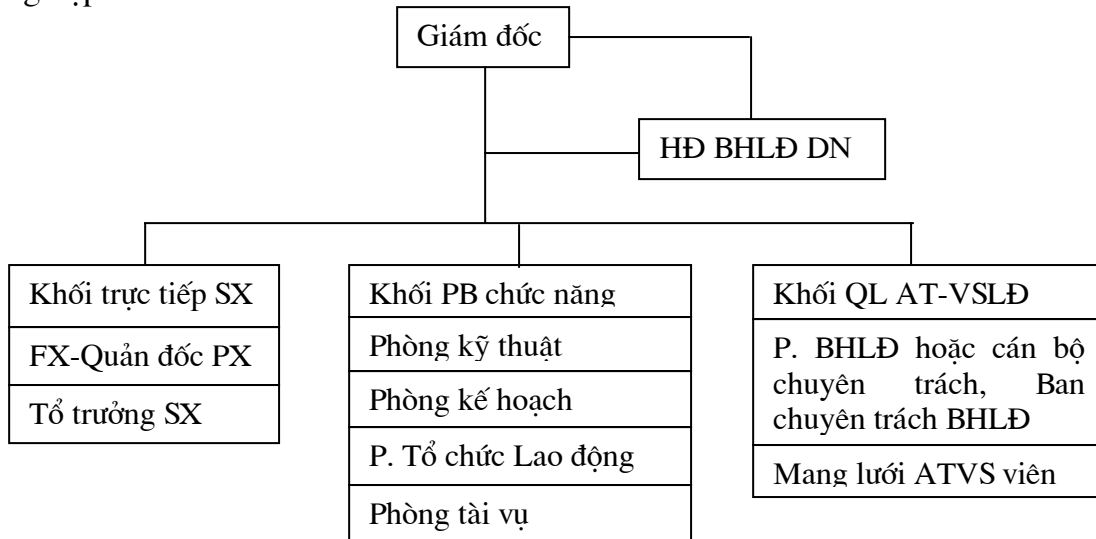 Giám đốc
HĐ BHLĐ DN
Khối trực tiếp SX
FX-Quản đốc PX
Tổ trưởng SX
Khối PB chức năng
Phòng kỹ thuật
Phòng kế hoạch
P. Tổ chức Lao động
Phòng tài vụ
Khối QL AT-VSLĐ
P. BHLĐ hoặc cán bộ
chuyên trách, Ban
chuyên trách BHLĐ
Mang lưới ATVS viên